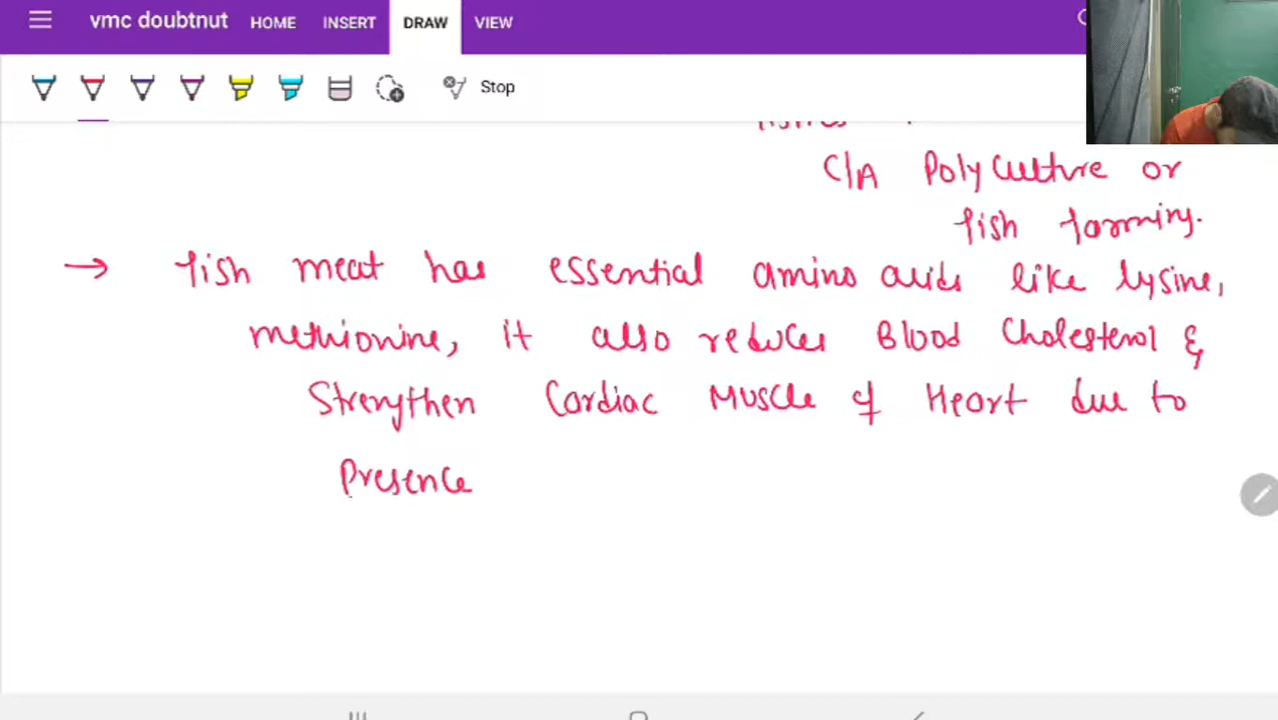 vmc doubtnut HOME INSERT DRAW VIEW
Stop
C/A Polyculture or
fish farming.
→ fish meat has essential amino acids like lysine,
methionine, it also reduces Blood Cholesterol &
Strengthen Cardiac Muscle of Heart due to
Presence